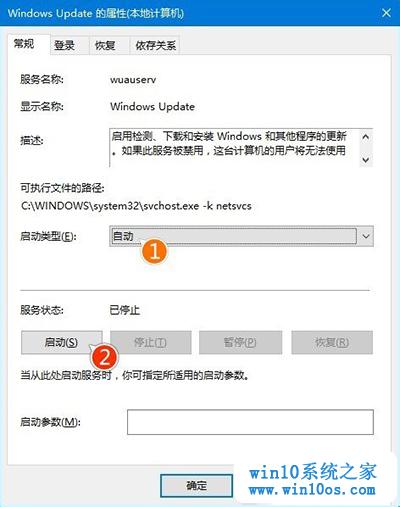 Windows Update 的属性(本地计算机)
常规 登录 恢复 依存关系
服务名称: wuauserv
显示名称: Windows Update
描述: 启用检测、下载和安装 Windows 和其他程序的更新
。如果此服务被禁用，这台计算机的用户将无法使用
可执行文件的路径:
C:\WINDOWS\system32\svchost.exe -k netsvcs
启动类型(E): 自动
1
服务状态: 已停止
启动(S) 停止(T) 暂停(P) 恢复(R)
2
当从此处启动服务时，你可指定所适用的启动参数。
启动参数(M):
确定
win10系统之家
www.win10os.com